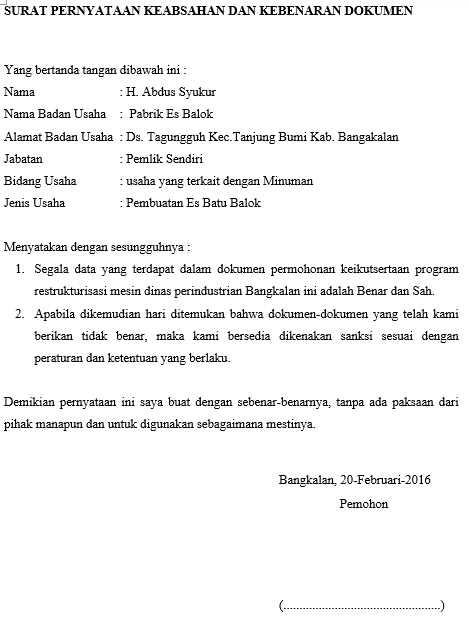 SURAT PERNYATAAN KEABSAHAN DAN KEBENARAN DOKUMEN
Yang bertanda tangan dibawah ini :
Nama : H. Abdus Syukur
Nama Badan Usaha : Pabrik Es Balok
Alamat Badan Usaha : Ds. Tagungguh Kec.Tanjung Bumi Kab. Bangakalan
Jabatan : Pemlik Sendiri
Bidang Usaha : usaha yang terkait dengan Minuman
Jenis Usaha : Pembuatan Es Batu Balok
Menyatakan dengan sesungguhnya :
1. Segala data yang terdapat dalam dokumen permohonan keikutsertaan program
restrukturisasi mesin dinas perindustrian Bangkalan ini adalah Benar dan Sah.
2. Apabila dikemudian hari ditemukan bahwa dokumen-dokumen yang telah kami
berikan tidak benar, maka kami bersedia dikenakan sanksi sesuai dengan
peraturan dan ketentuan yang berlaku.
Demikian pernyataan ini saya buat dengan sebenar-benarnya, tanpa ada paksaan dari
pihak manapun dan untuk digunakan sebagaimana mestinya.
Bangkalan, 20-Februari-2016
Pemohon
(.................................................)